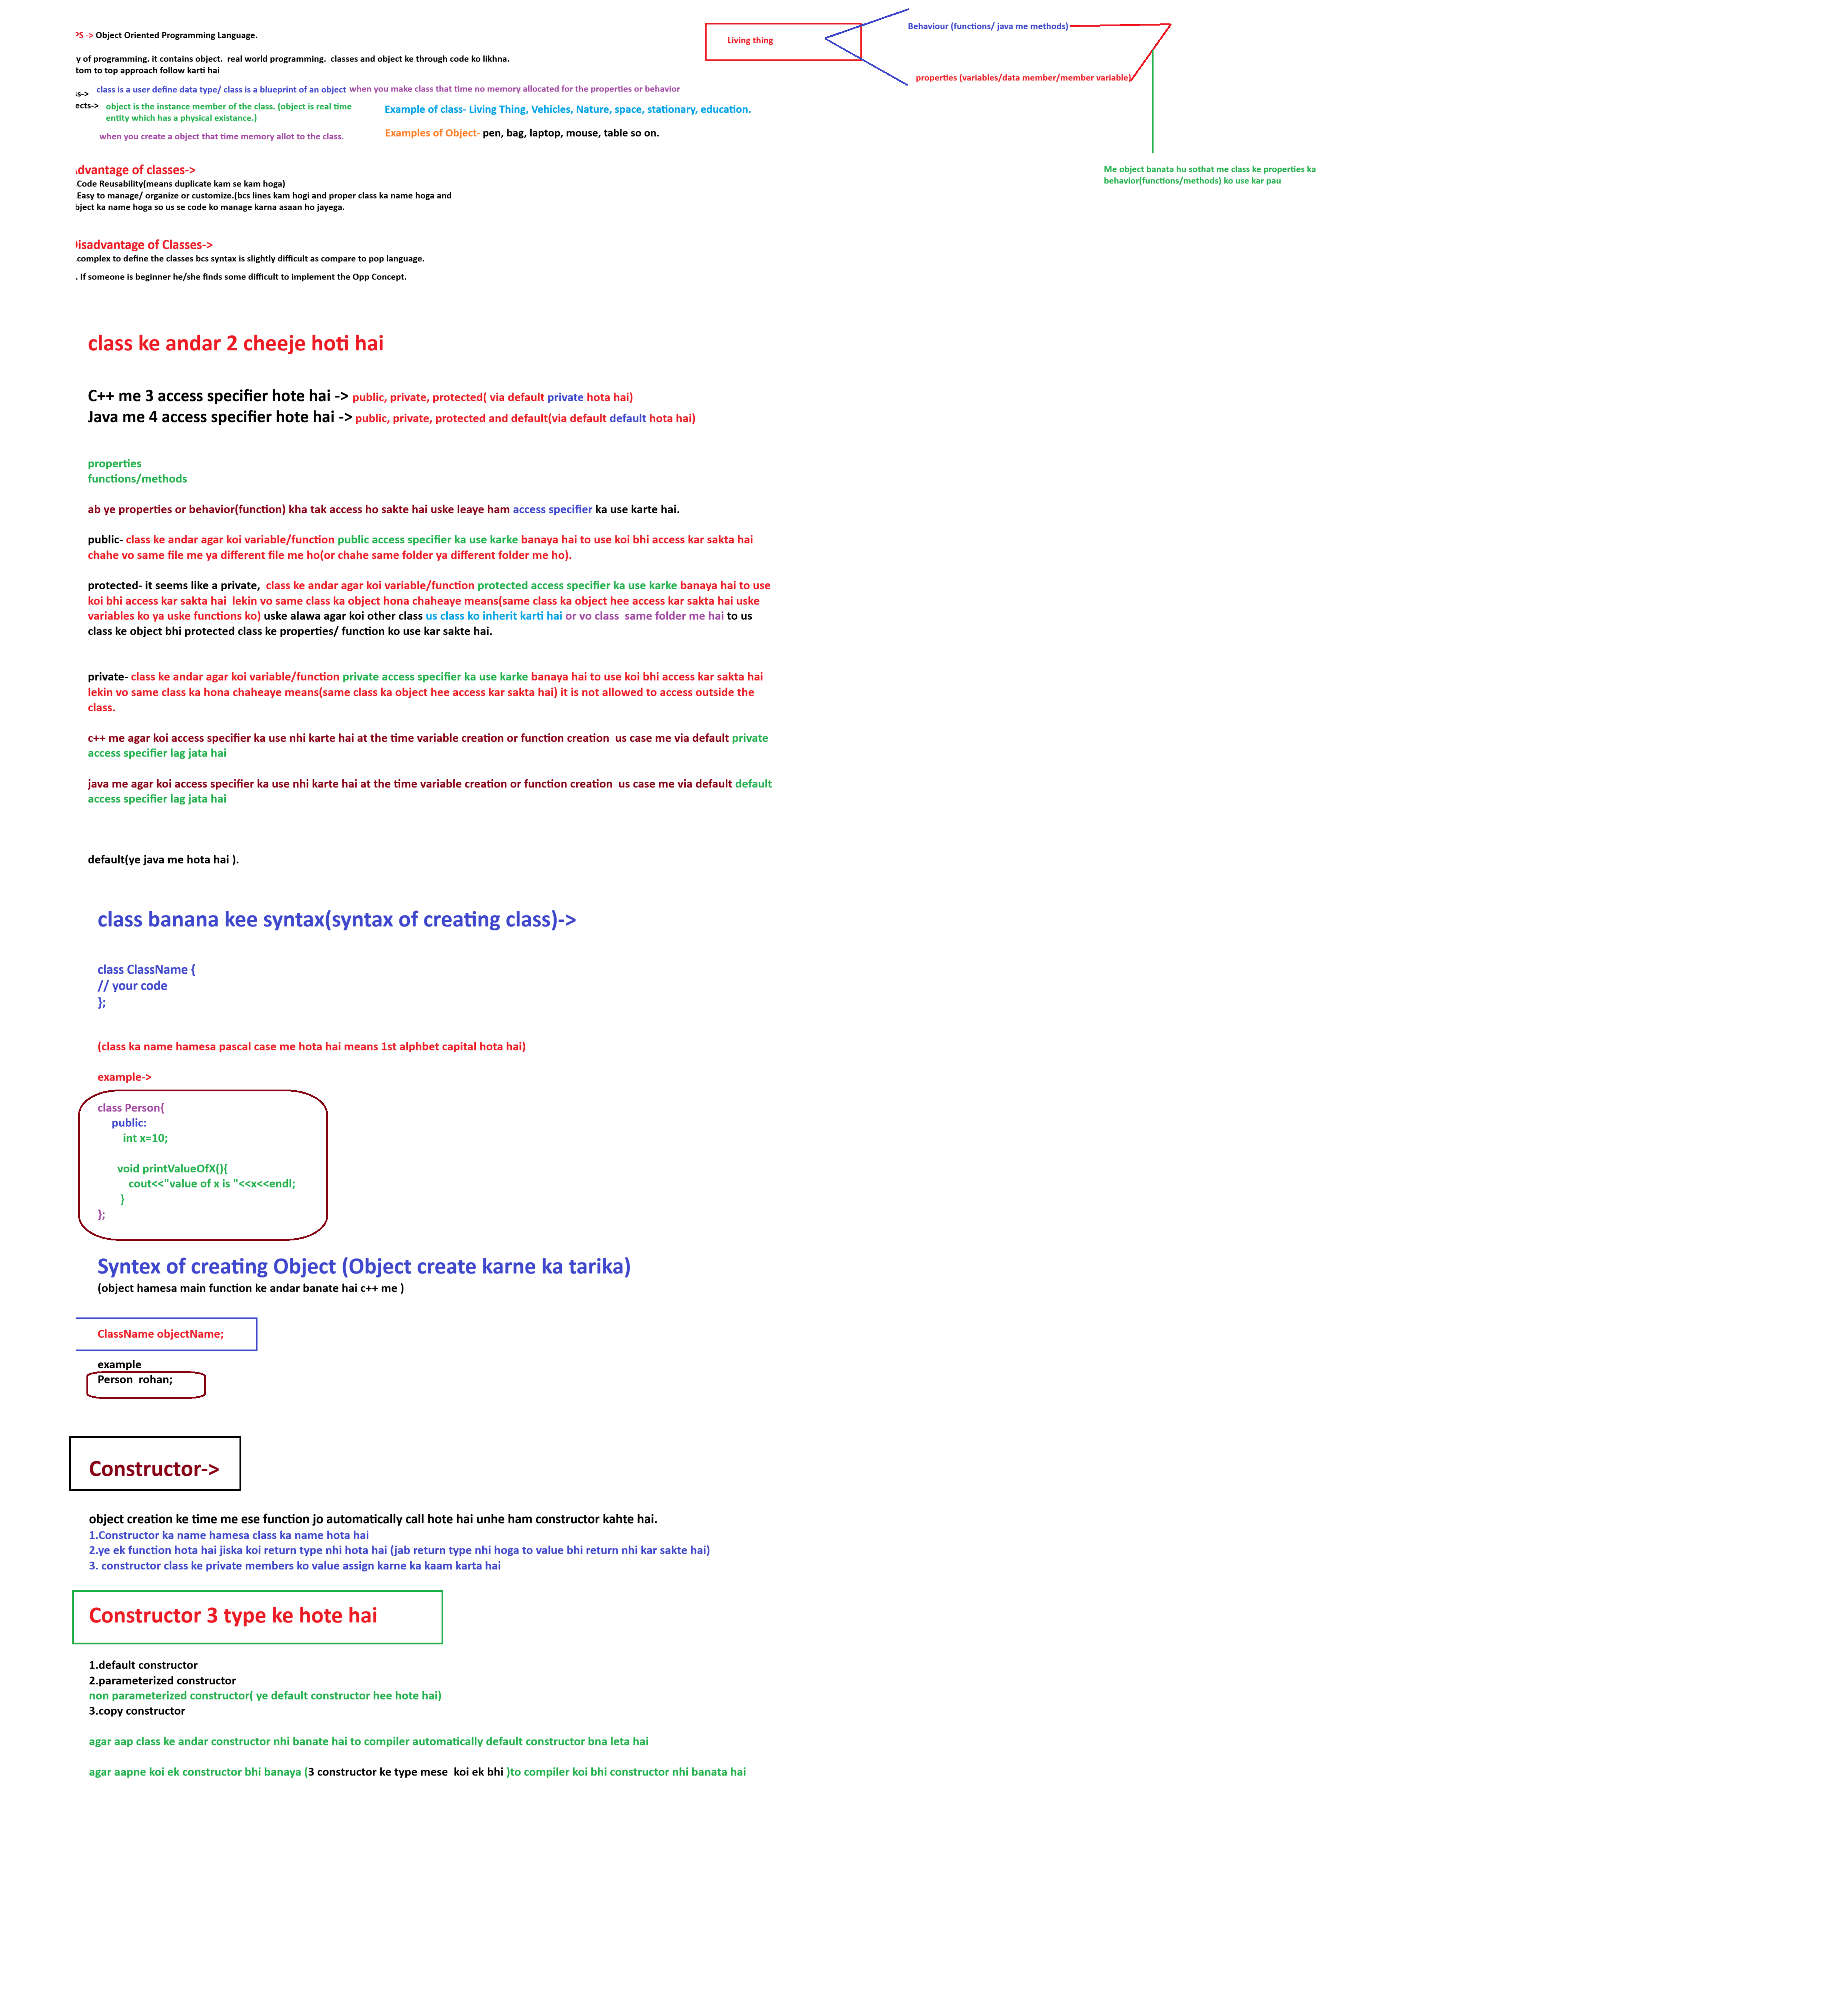 PS -> Object Oriented Programming Language.
y of programming. it contains object.  real world programming.  classes and object ke through code ko likhna.
tom to top approach follow karti hai
s-> class is a user define data type/ class is a blueprint of an object when you make class that time no memory allocated for the properties or behavior
ects-> object is the instance member of the class. (object is real time
entity which has a physical existance.)
when you create a object that time memory allot to the class.
Example of class- Living Thing, Vehicles, Nature, space, stationary, education.
Examples of Object- pen, bag, laptop, mouse, table so on.
Living thing
Behaviour (functions/ java me methods)
properties (variables/data member/member variable)
Me object banata hu sothat me class ke properties ka
behavior(functions/methods) ko use kar pau
dvantage of classes->
.Code Reusability(means duplicate kam se kam hoga)
.Easy to manage/ organize or customize.(bcs lines kam hogi and proper class ka name hoga and
bject ka name hoga so us se code ko manage karna asaan ho jayega.
isadvantage of Classes->
.complex to define the classes bcs syntax is slightly difficult as compare to pop language.
. If someone is beginner he/she finds some difficult to implement the Opp Concept.
class ke andar 2 cheeje hoti hai
C++ me 3 access specifier hote hai -> public, private, protected( via default private hota hai)
Java me 4 access specifier hote hai -> public, private, protected and default(via default default hota hai)
properties
functions/methods
ab ye properties or behavior(function) kha tak access ho sakte hai uske leaye ham access specifier ka use karte hai.
public- class ke andar agar koi variable/function public access specifier ka use karke banaya hai to use koi bhi access kar sakta hai
chahe vo same file me ya different file me ho(or chahe same folder ya different folder me ho).
protected- it seems like a private,  class ke andar agar koi variable/function protected access specifier ka use karke banaya hai to use
koi bhi access kar sakta hai  lekin vo same class ka object hona chaheaye means(same class ka object hee access kar sakta hai uske
variables ko ya uske functions ko) uske alawa agar koi other class us class ko inherit karti hai or vo class  same folder me hai to us
class ke object bhi protected class ke properties/ function ko use kar sakte hai.
private- class ke andar agar koi variable/function private access specifier ka use karke banaya hai to use koi bhi access kar sakta hai
lekin vo same class ka hona chaheaye means(same class ka object hee access kar sakta hai) it is not allowed to access outside the
class.
c++ me agar koi access specifier ka use nhi karte hai at the time variable creation or function creation  us case me via default private
access specifier lag jata hai
java me agar koi access specifier ka use nhi karte hai at the time variable creation or function creation  us case me via default default
access specifier lag jata hai
default(ye java me hota hai ).
class banana kee syntax(syntax of creating class)->
class ClassName {
// your code
};
(class ka name hamesa pascal case me hota hai means 1st alphbet capital hota hai)
example->
class Person{
public:
int x=10;
void printValueOfX(){
cout<<"value of x is "<<x<<endl;
}
};
Syntex of creating Object (Object create karne ka tarika)
(object hamesa main function ke andar banate hai c++ me )
ClassName objectName;
example
Person  rohan;
Constructor->
object creation ke time me ese function jo automatically call hote hai unhe ham constructor kahte hai.
1.Constructor ka name hamesa class ka name hota hai
2.ye ek function hota hai jiska koi return type nhi hota hai (jab return type nhi hoga to value bhi return nhi kar sakte hai)
3. constructor class ke private members ko value assign karne ka kaam karta hai
Constructor 3 type ke hote hai
1.default constructor
2.parameterized constructor
non parameterized constructor( ye default constructor hee hote hai)
3.copy constructor
agar aap class ke andar constructor nhi banate hai to compiler automatically default constructor bna leta hai
agar aapne koi ek constructor bhi banaya (3 constructor ke type mese  koi ek bhi )to compiler koi bhi constructor nhi banata hai